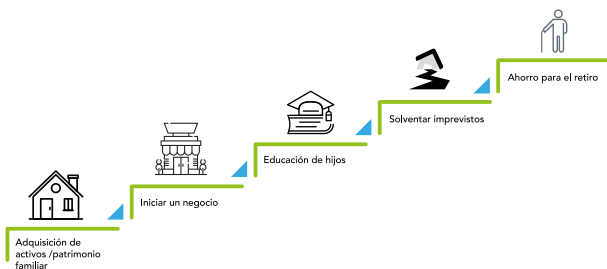 Adquisición de
activos /patrimonio
familiar
Iniciar un negocio
Educación de hijos
Solventar imprevistos
Ahorro para el retiro